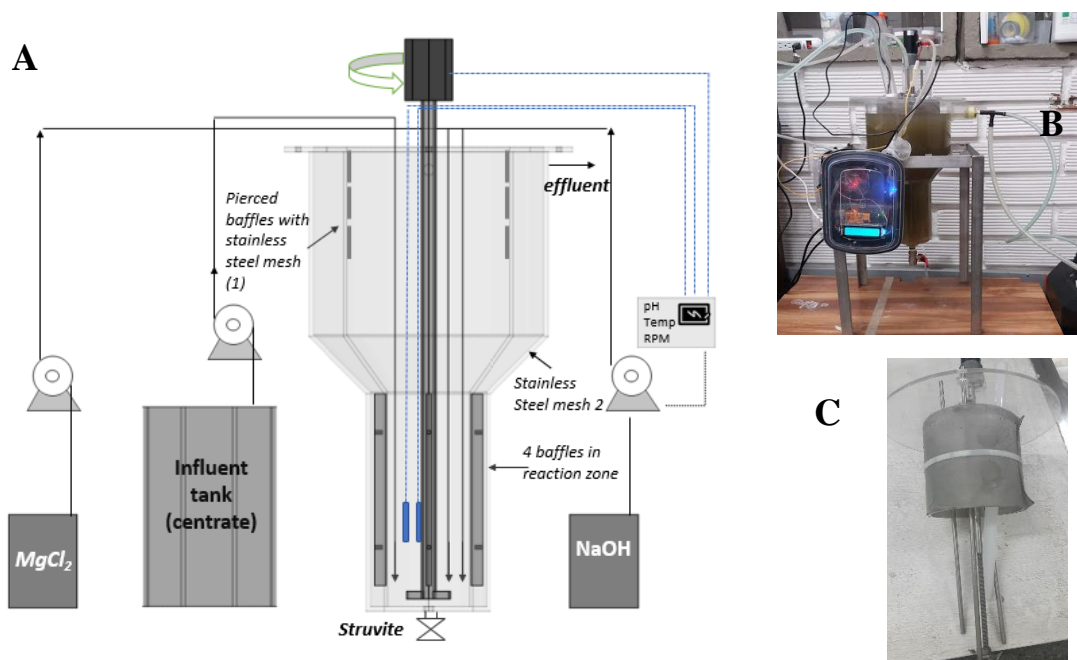 A
effluent
Pierced
baffles with
stainless
steel mesh
(1)
pH
Temp
RPM
Stainless
Steel mesh 2
4 baffles in
reaction zone
Influent
tank
(centrate)
MgCl₂
NaOH
Struvite
B
C